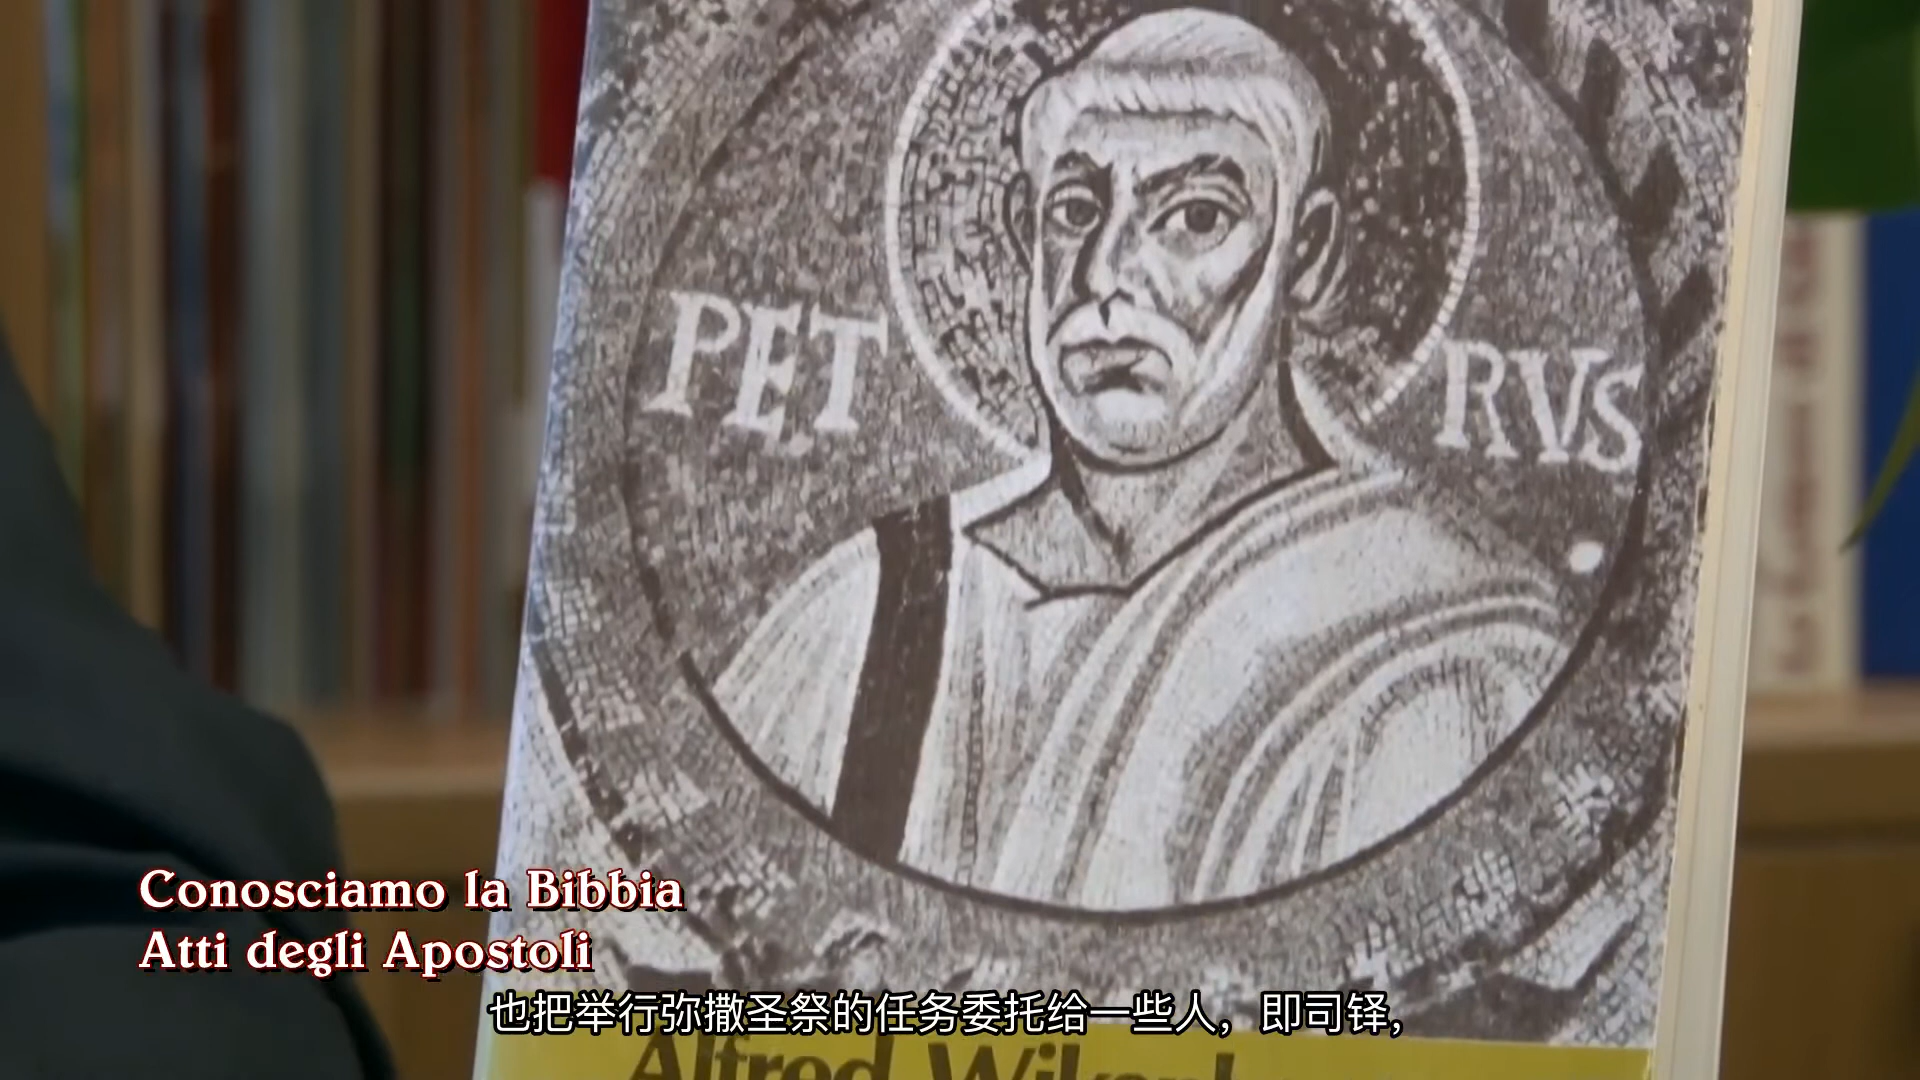 PET RVS
Conosciamo la Bibbia
Atti degli Apostoli
也把举行弥撒圣祭的任务委托给一些人，即司铎,
Alfred